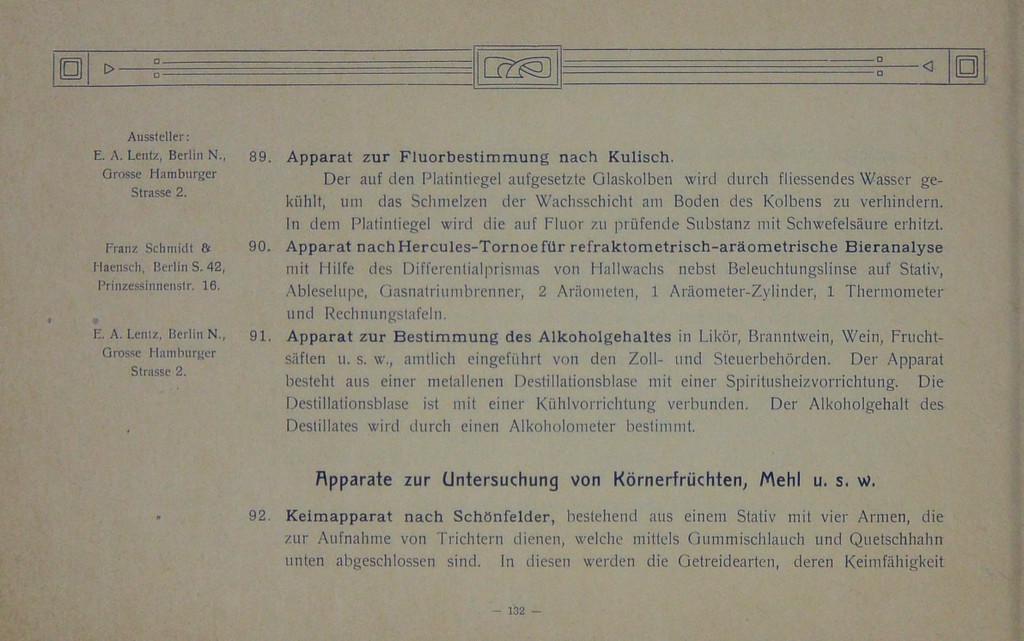 Aussteller:
E. A. Lentz, Berlin N.,
Grosse Hamburger
Strasse 2.
89. Apparat zur Fluorbestimmung nach Kulisch.
Der auf den Platintiegel aufgesetzte Glaskolben wird durch fliessendes Wasser ge-
kühlt, um das Schmelzen der Wachsschicht am Boden des Kolbens zu verhindern.
In dem Platintiegel wird die auf Fluor zu prüfende Substanz mit Schwefelsäure erhitzt.
Franz Schmidt &
Haensch, Berlin S. 42,
Prinzessinnenstr. 16.
90. Apparat nach Hercules-Tornoe für refraktometrisch-aräometrische Bieranalyse
mit Hilfe des Differentialprismas von Hallwachs nebst Beleuchtungslinse auf Stativ,
Ableselupe, Gasnatriumbrenner, 2 Aräometen, 1 Aräometer-Zylinder, 1 Thermometer
und Rechnungstafeln.
E. A. Lentz, Berlin N.,
Grosse Hamburger
Strasse 2.
91. Apparat zur Bestimmung des Alkoholgehaltes in Likör, Branntwein, Wein, Frucht-
säften u. s. w., amtlich eingeführt von den Zoll- und Steuerbehörden. Der Apparat
besteht aus einer metallenen Destillationsblase mit einer Spiritusheizvorrichtung. Die
Destillationsblase ist mit einer Kühlvorrichtung verbunden. Der Alkoholgehalt des
Destillates wird durch einen Alkoholometer bestimmt.
Apparate zur Untersuchung von Körnerfrüchten, Mehl u. s. w.
92. Keimapparat nach Schönfelder, bestehend aus einem Stativ mit vier Armen, die
zur Aufnahme von Trichtern dienen, welche mittels Gummischlauch und Quetschhahn
unten abgeschlossen sind. In diesen werden die Getreidearten, deren Keimfähigkeit
— 132 —